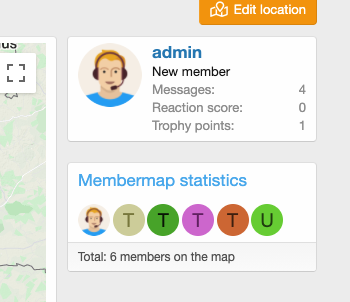 Edit location
admin
New member
Messages: 4
Reaction score: 0
Trophy points: 1
Membermap statistics
T T T T U
Total: 6 members on the map